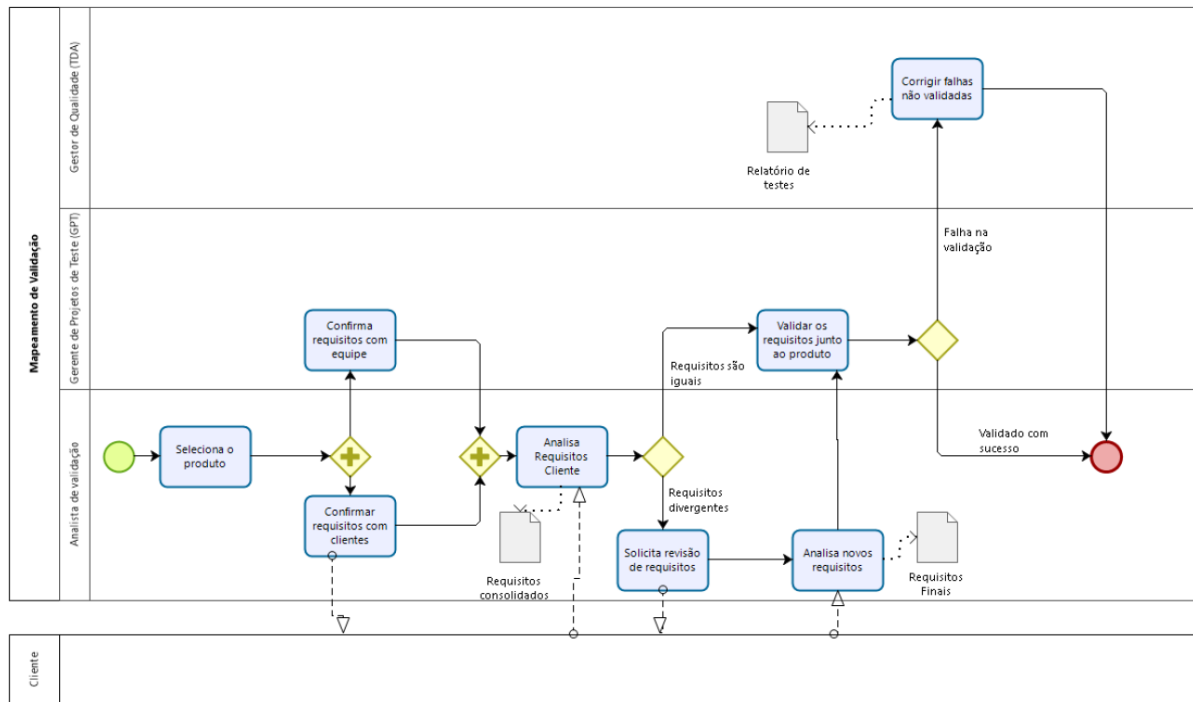 Mapeamento de Validação
Gestor de Qualidade (TDA)
Corrigir falhas
não validadas
Relatório de
testes
Gerente de Projetos de Teste (GPT)
Falha na
validação
Confirma
requisitos com
equipe
Validar os
requisitos junto
ao produto
Requisitos são
iguais
Analista de validação
Seleciona o
produto
Analisa
Requisitos
Cliente
Validado com
sucesso
Requisitos
divergentes
Confirmar
requisitos com
clientes
Solicita revisão
de requisitos
Analisa novos
requisitos
Requisitos
consolidados
Requisitos
Finais
Cliente